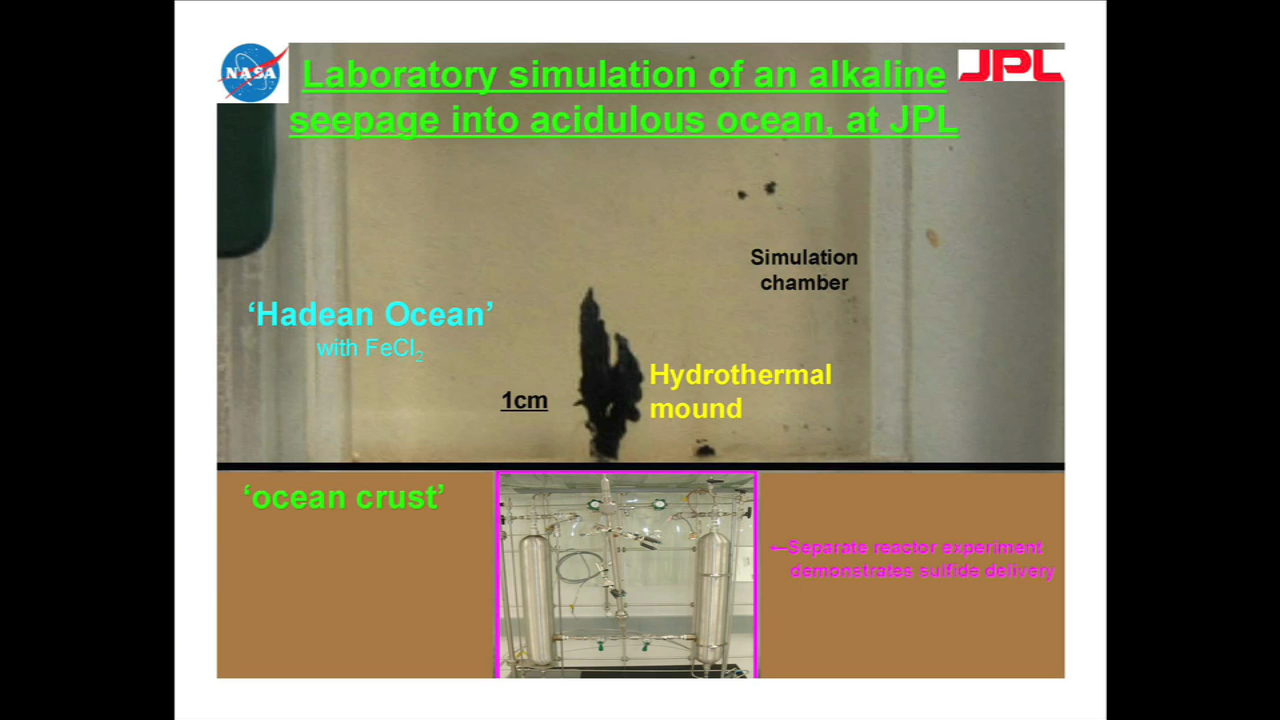 NASA
JPL
Laboratory simulation of an alkaline
seepage into acidulous ocean, at JPL
Simulation
chamber
‘Hadean Ocean’
with FeCl₂
Hydrothermal
mound
1cm
‘ocean crust’
←Separate reactor experiment
demonstrates sulfide delivery